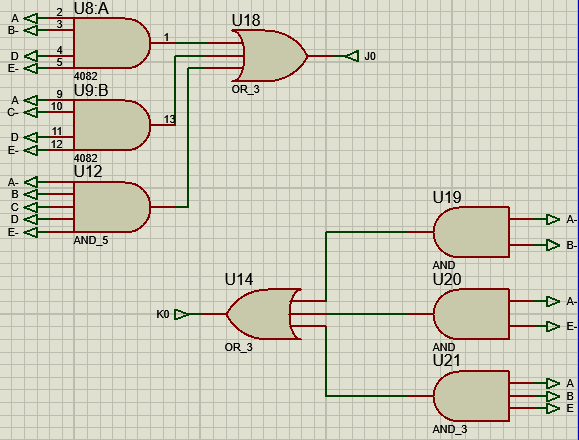 U8:A
A 2
B- 3
D 4
E- 5
1
4082
U18
J0
OR_3
U9:B
A 9
C- 10
D 11
E- 12
13
4082
U12
A-
B
C
D
E-
AND_5
U19
A-
B-
AND
U14
K0
OR_3
U20
A-
E-
AND
U21
A
B
E
AND_3